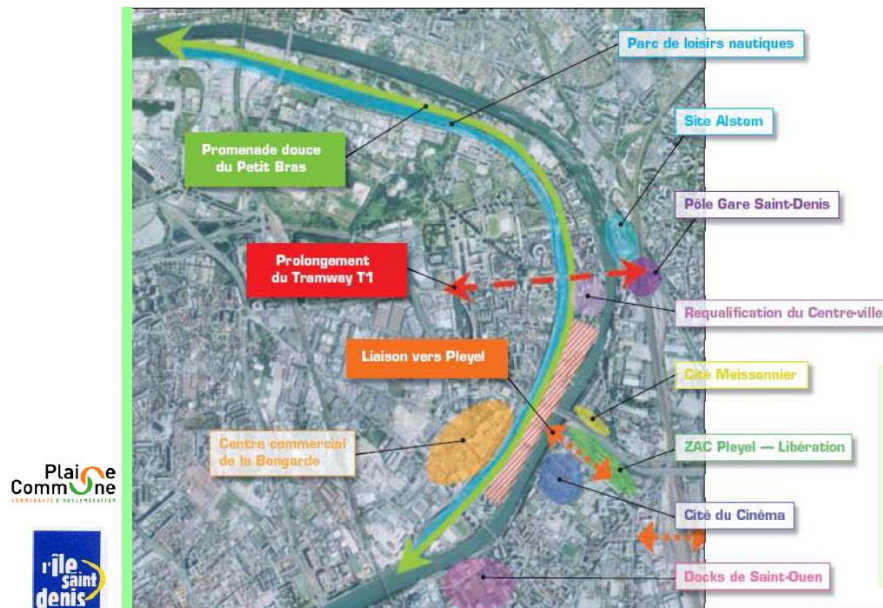 Parc de loisirs nautiques
Site Alstom
Promenade douce
du Petit Bras
Pôle Gare Saint-Denis
Prolongement
du Tramway T1
Requalification du Centre-ville
Liaison vers Pleyel
Cité Meissonnier
Centre commercial
de la Bongarde
ZAC Pleyel — Libération
Plaine
Commune
COMMUNAUTÉ D'AGGLOMÉRATION
Cité du Cinéma
l'île
saint
denis
Docks de Saint-Ouen